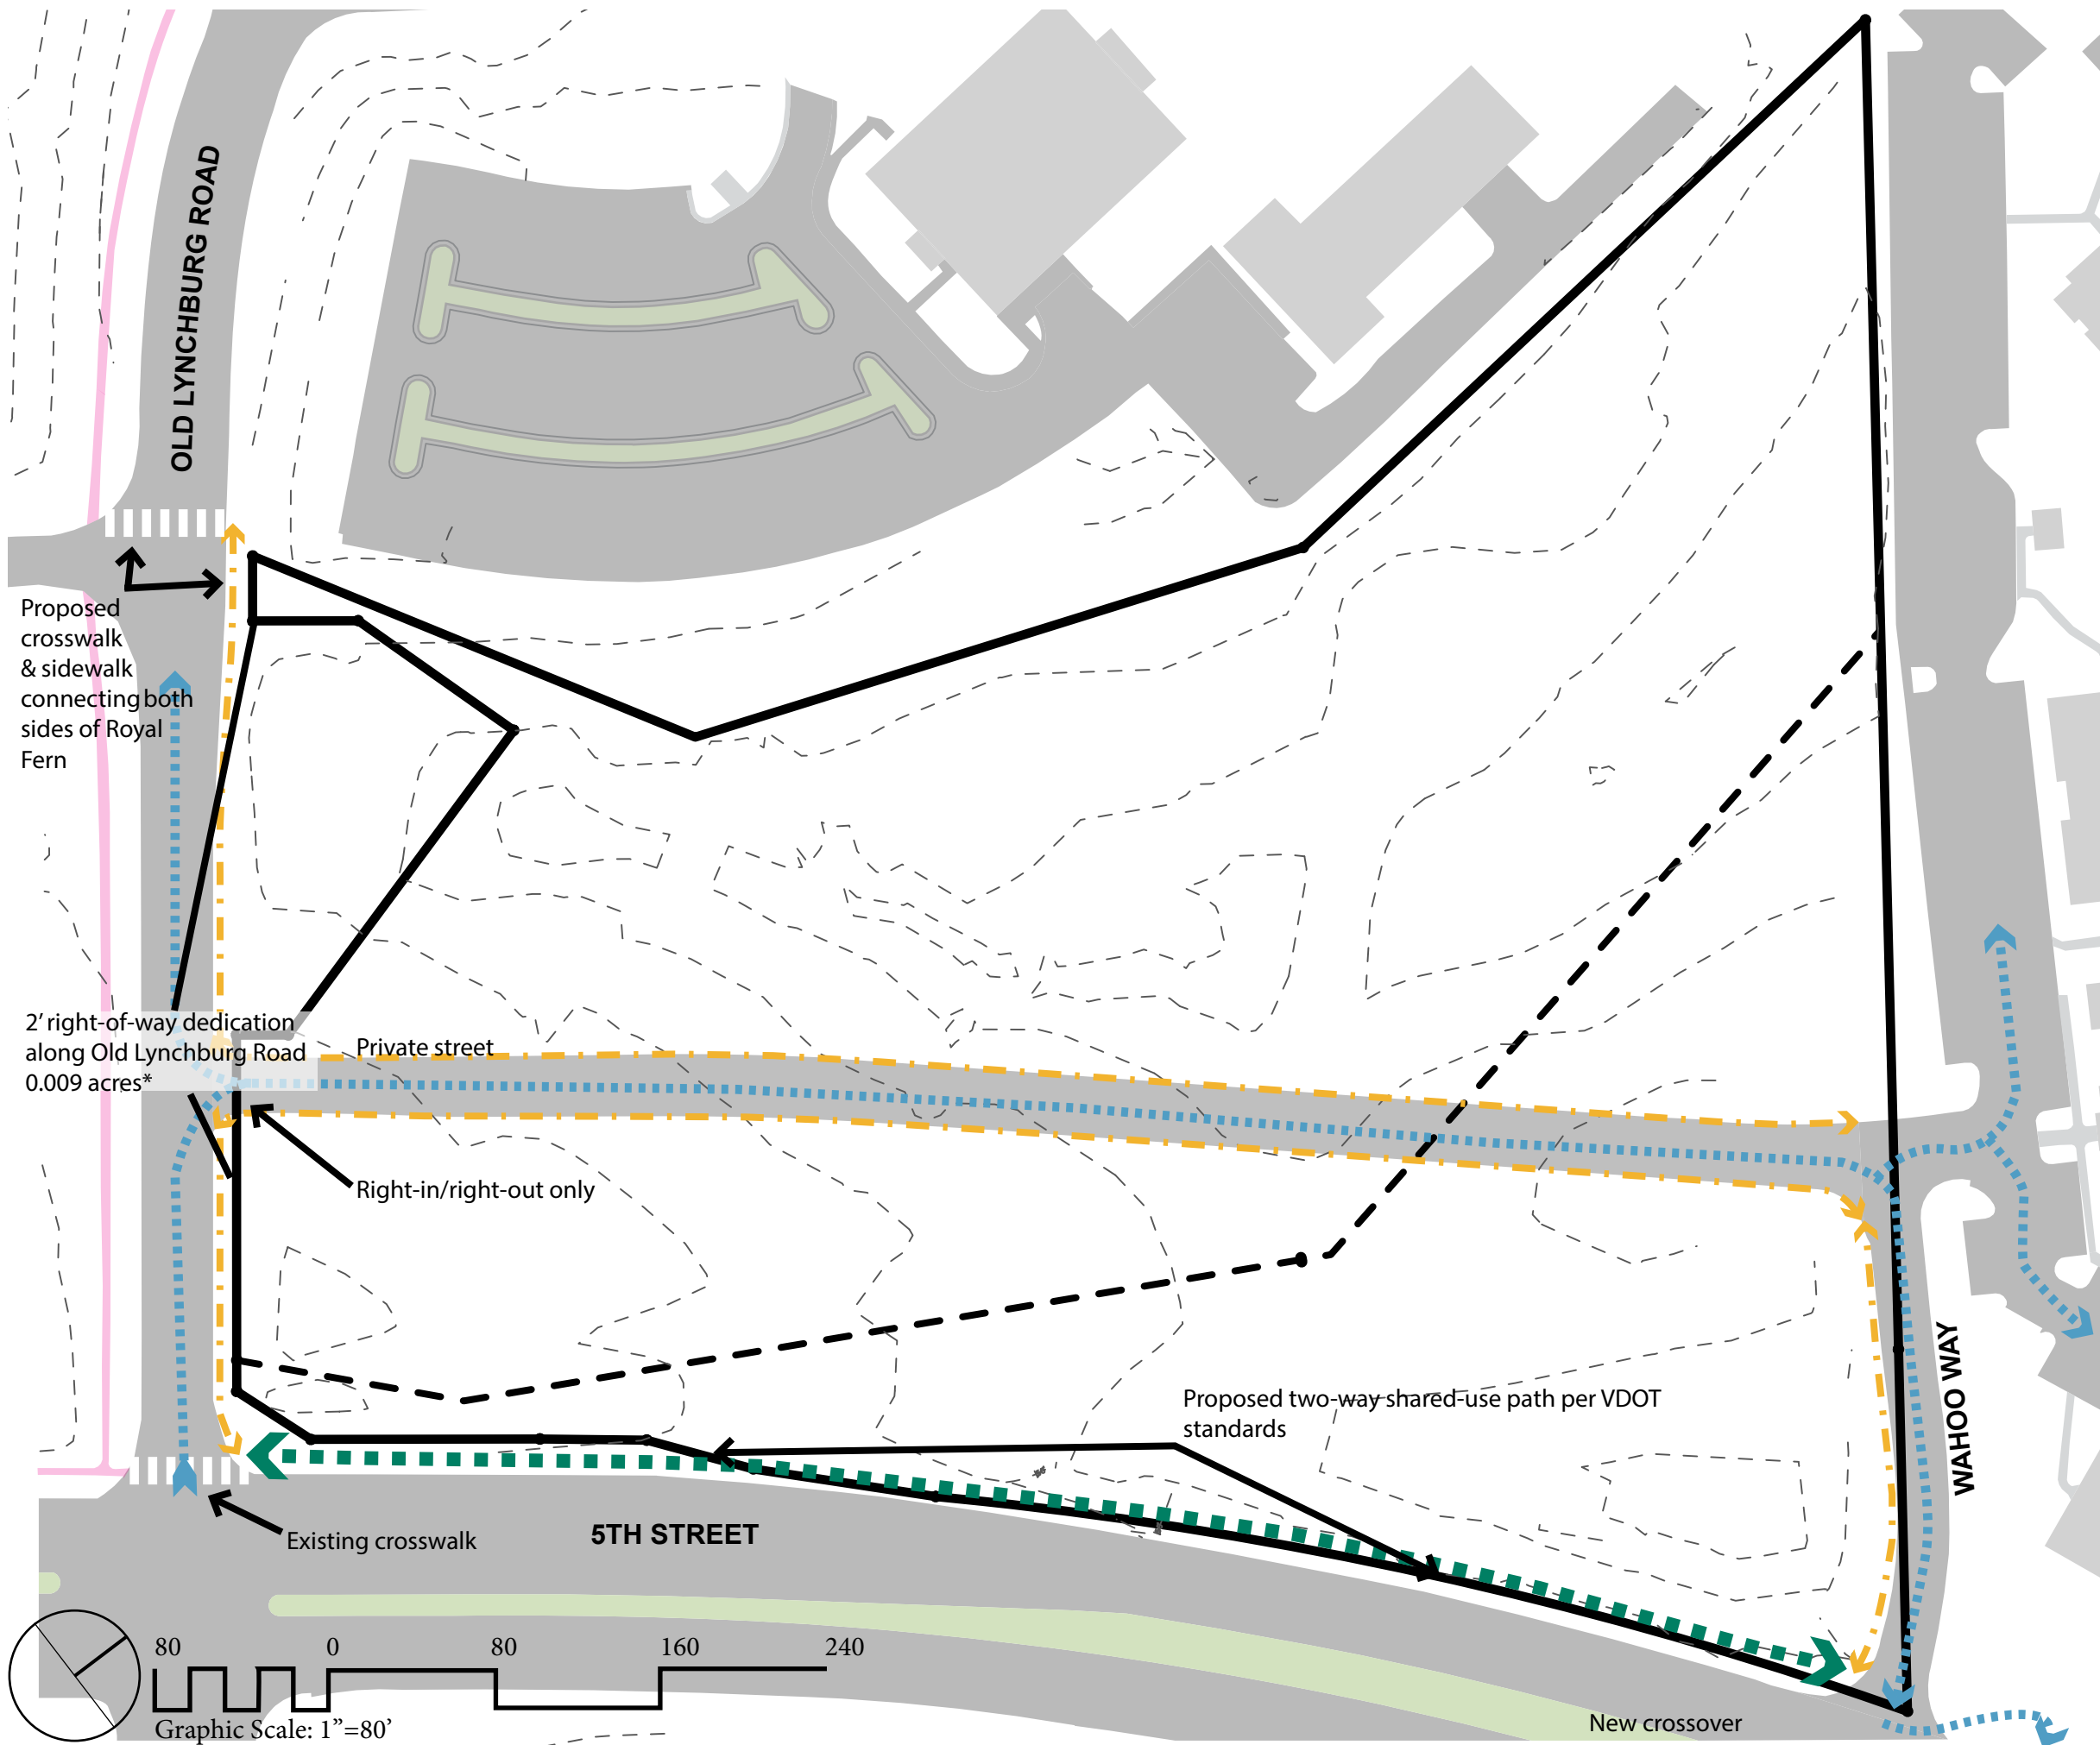 OLD LYNCHBURG ROAD
Proposed
crosswalk
& sidewalk
connecting both
sides of Royal
Fern
2’ right-of-way dedication
along Old Lynchburg Road
0.009 acres*
Private street
Right-in/right-out only
Proposed two-way shared-use path per VDOT
standards
WAHOO WAY
Existing crosswalk
5TH STREET
80 0 80 160 240
Graphic Scale: 1”=80’
New crossover